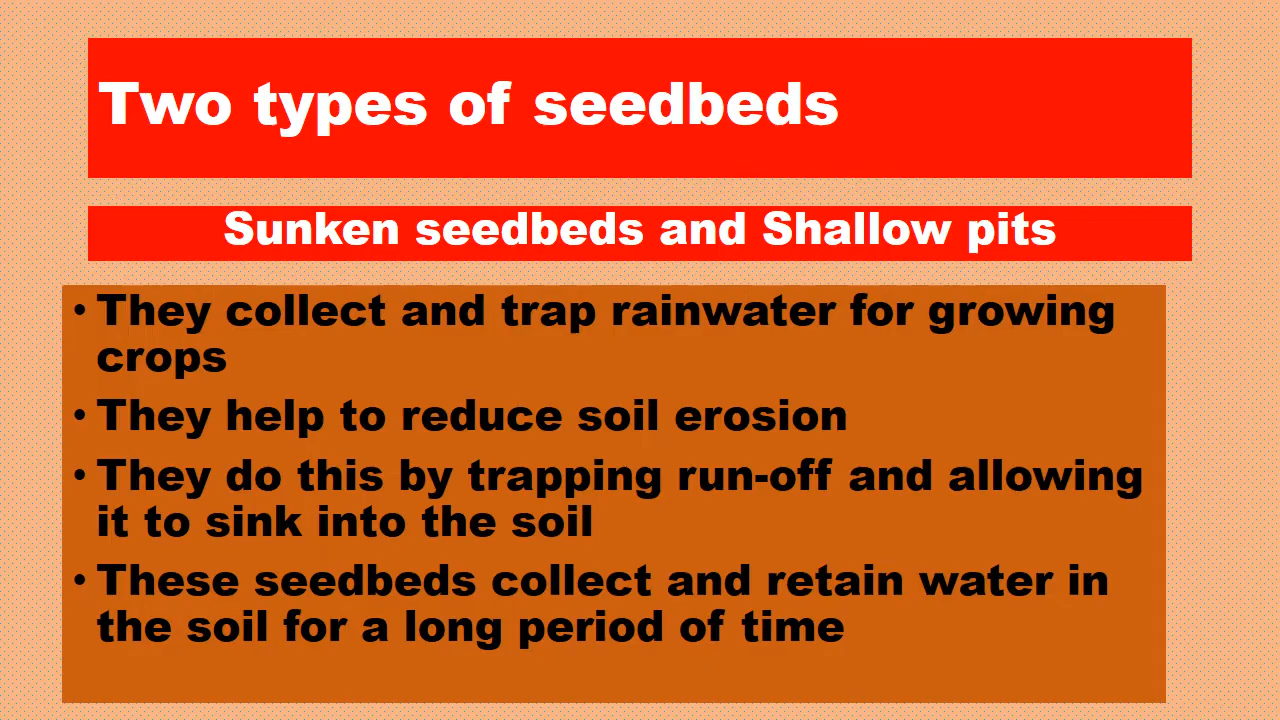 Two types of seedbeds
Sunken seedbeds and Shallow pits
• They collect and trap rainwater for growing
crops
• They help to reduce soil erosion
• They do this by trapping run-off and allowing
it to sink into the soil
• These seedbeds collect and retain water in
the soil for a long period of time